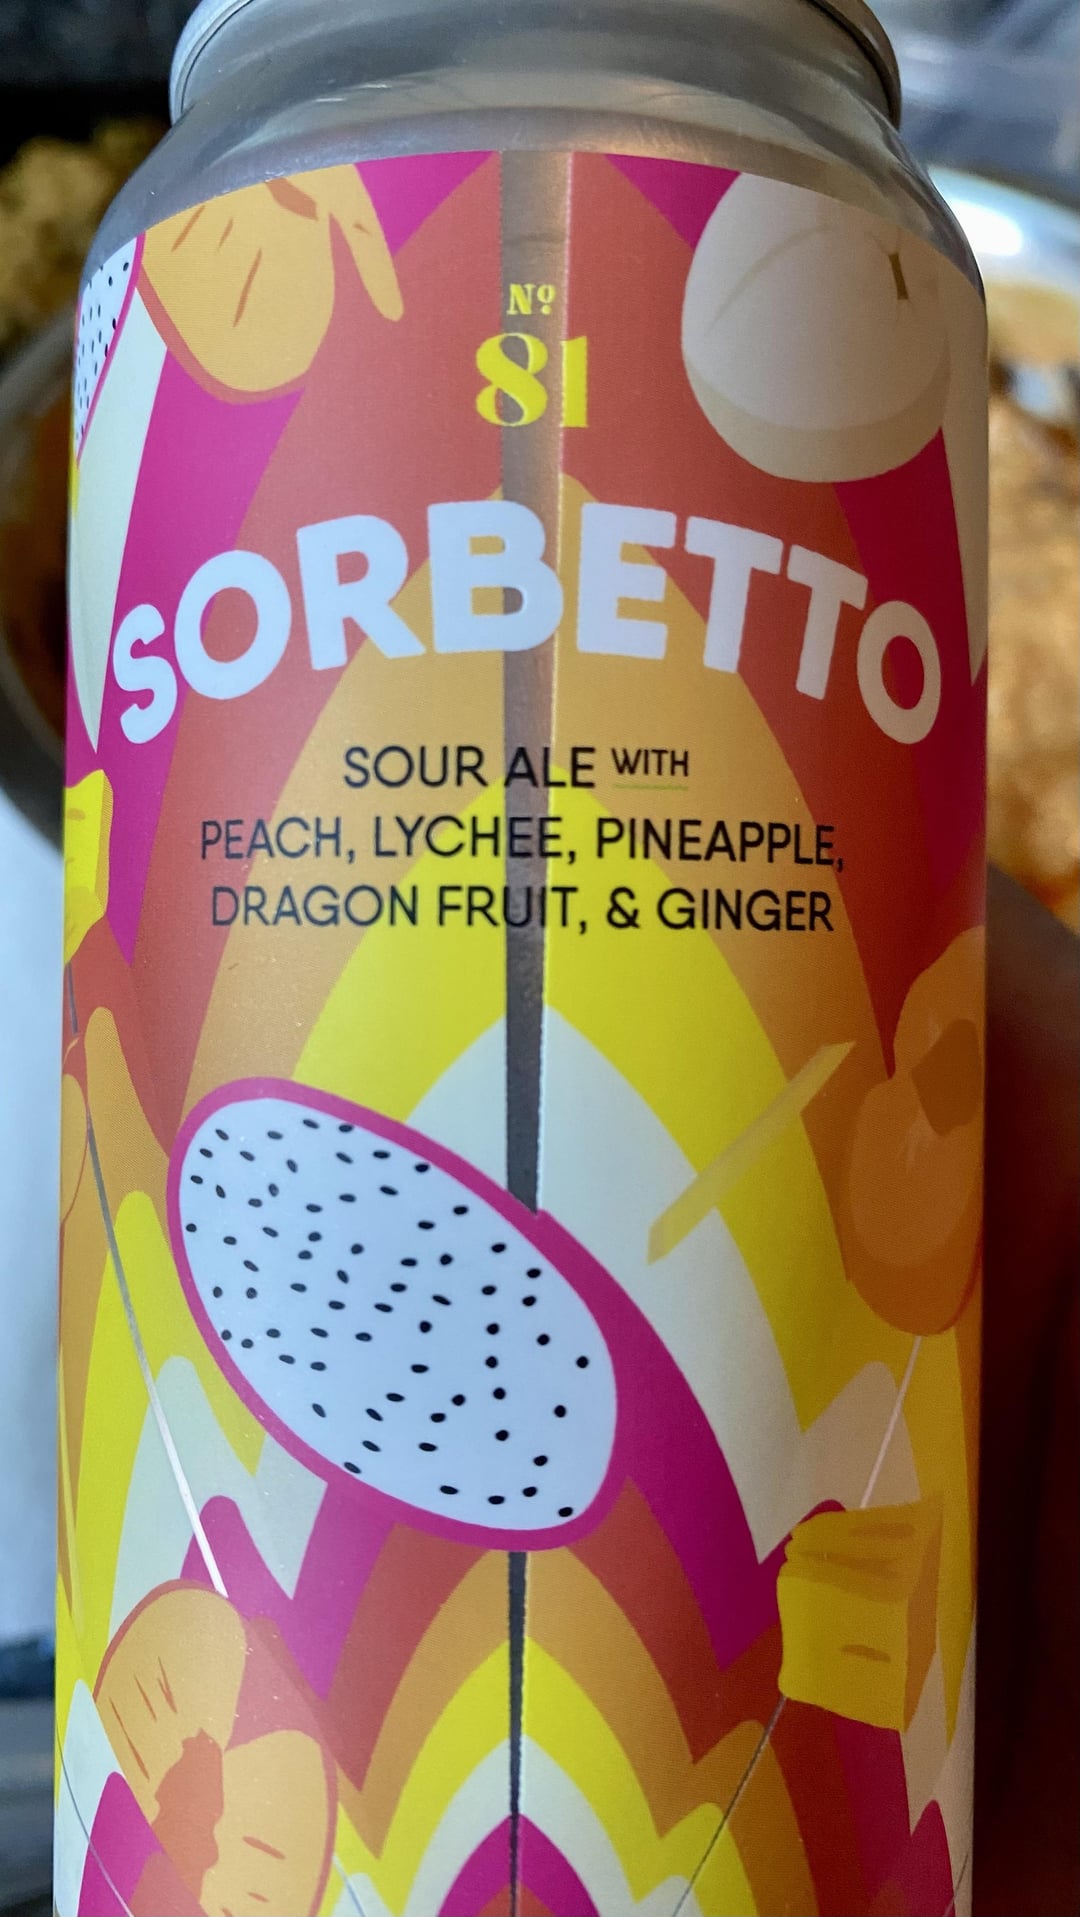 Nº
81
SORBETTO
SOUR ALE WITH
PEACH, LYCHEE, PINEAPPLE,
DRAGON FRUIT, & GINGER